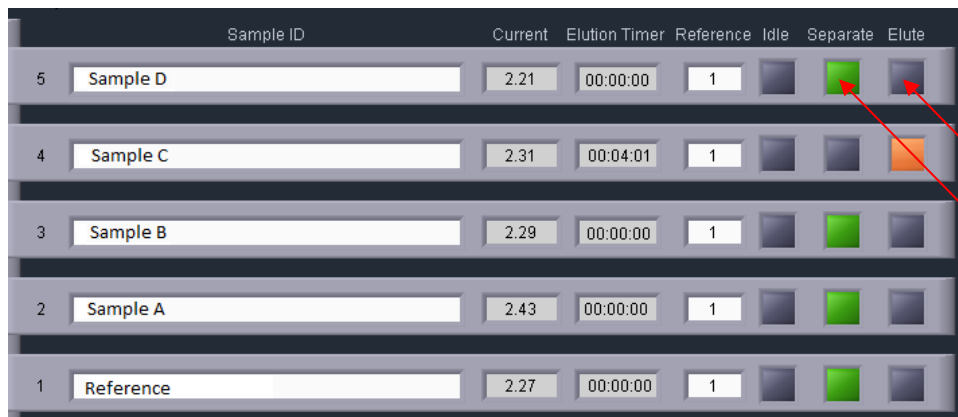 Sample ID Current Elution Timer Reference Idle Separate Elute
5 Sample D 2.21 00:00:00 1
4 Sample C 2.31 00:04:01 1
3 Sample B 2.29 00:00:00 1
2 Sample A 2.43 00:00:00 1
1 Reference 2.27 00:00:00 1